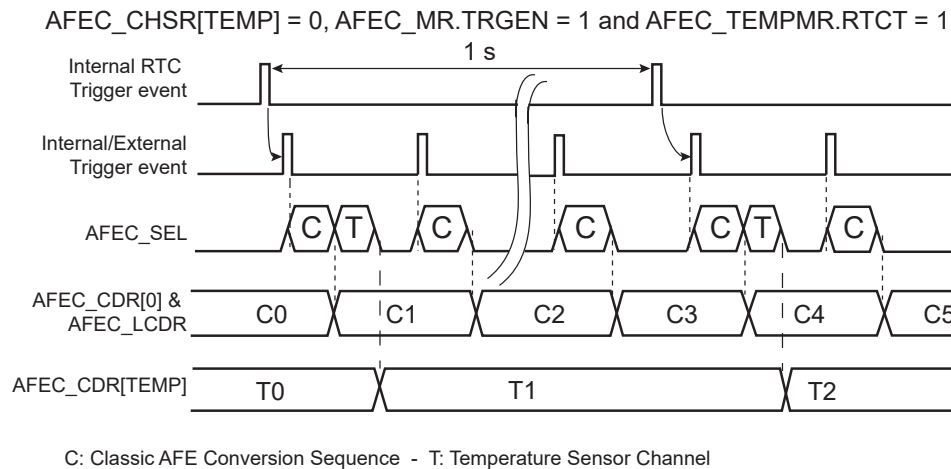 AFEC_CHSR[TEMP] = 0, AFEC_MR.TRGEN = 1 and AFEC_TEMPMR.RTCT = 1
1 s
Internal RTC
Trigger event
Internal/External
Trigger event
AFEC_SEL
C T C C C T C
AFEC_CDR[0] &
AFEC_LCDR
C0 C1 C2 C3 C4 C5
AFEC_CDR[TEMP]
T0 T1 T2
C: Classic AFE Conversion Sequence - T: Temperature Sensor Channel